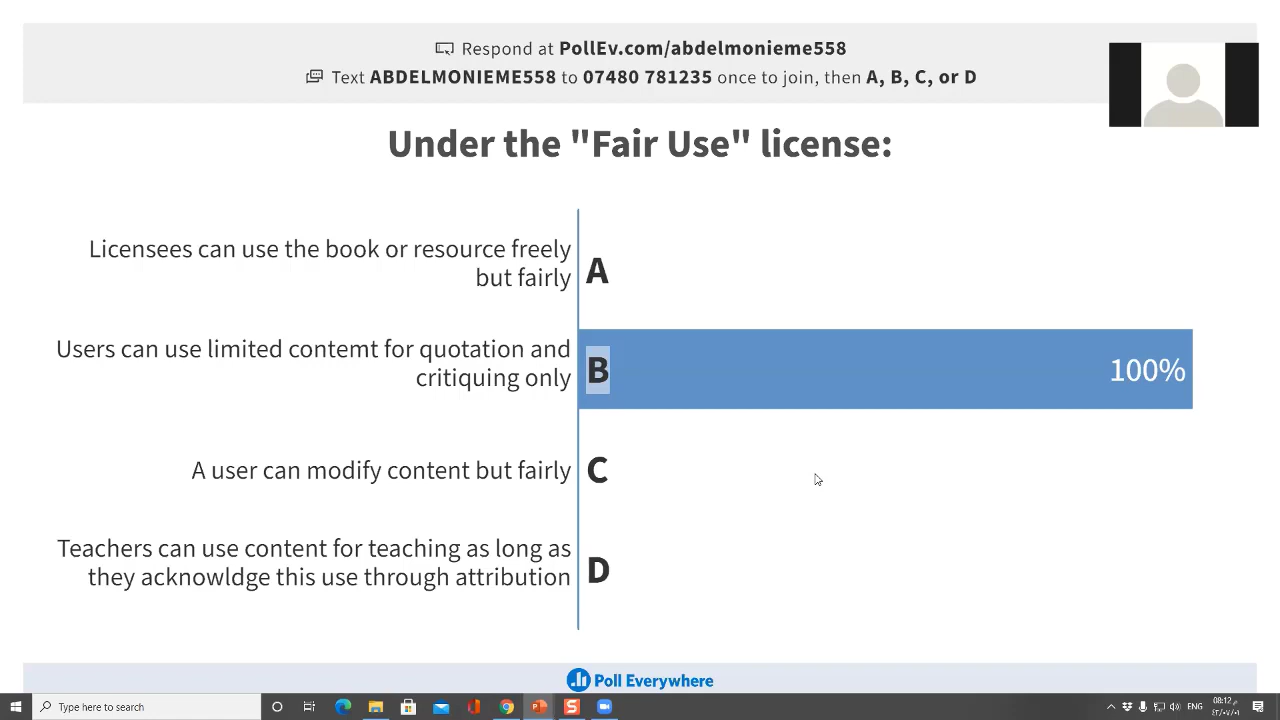 Respond at PollEv.com/abdelmonieme558
Text ABDELMONIEME558 to 07480 781235 once to join, then A, B, C, or D
Under the "Fair Use" license:
Licensees can use the book or resource freely
but fairly
A
Users can use limited contemt for quotation and
critiquing only
B
100%
A user can modify content but fairly
C
Teachers can use content for teaching as long as
they acknowldge this use through attribution
D
Poll Everywhere
Type here to search
ENG